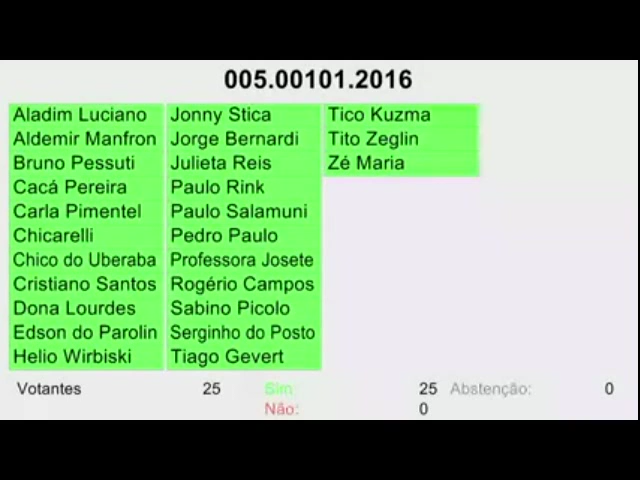 005.00101.2016
Aladim Luciano Jonny Stica Tico Kuzma
Aldemir Manfron Jorge Bernardi Tito Zeglin
Bruno Pessuti Julieta Reis Zé Maria
Cacá Pereira Paulo Rink
Carla Pimentel Paulo Salamuni
Chicarelli Pedro Paulo
Chico do Uberaba Professora Josete
Cristiano Santos Rogério Campos
Dona Lourdes Sabino Picolo
Edson do Parolin Serginho do Posto
Helio Wirbiski Tiago Gevert
Votantes 25 Sim: 25 Abstenção: 0
Não: 0